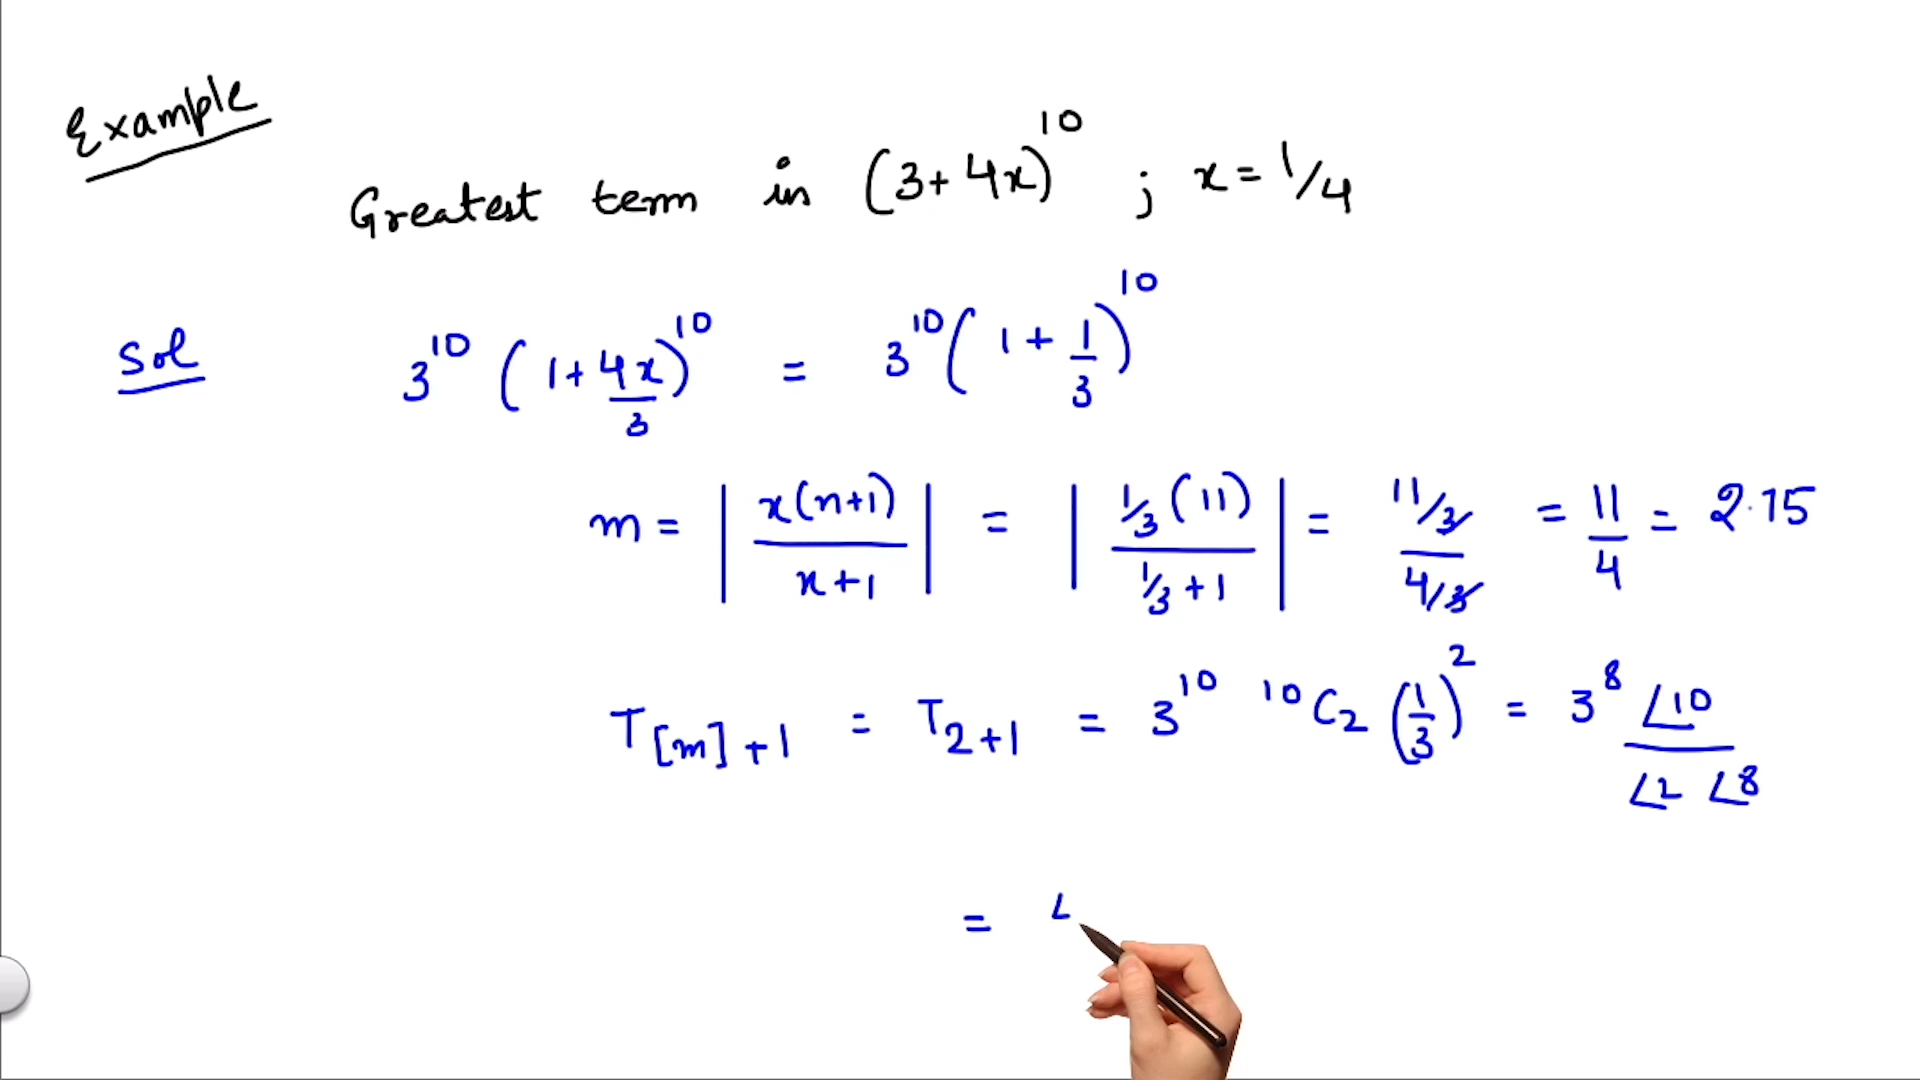 Example
Greatest term in (3+4x)^10 ; x = 1/4
Sol 3^10 (1+4x/3)^10 = 3^10 (1+1/3)^10
m = |x(n+1)/x+1| = |1/3(11)/1/3+1| = 11/3/4/3 = 11/4 = 2.75
T[m]+1 = T2+1 = 3^10 10C2 (1/3)^2 = 3^8 ∠10/∠2 ∠8
= ∠